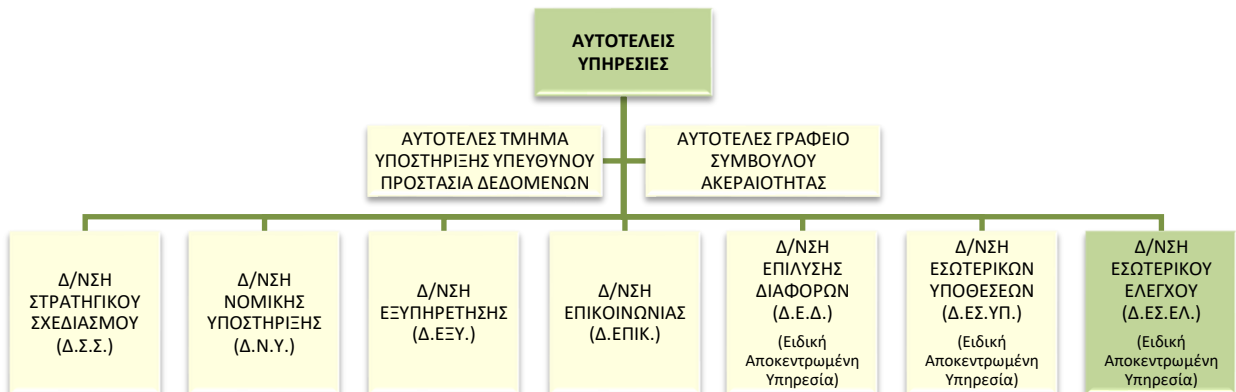 ΑΥΤΟΤΕΛΕΙΣ
ΥΠΗΡΕΣΙΕΣ
ΑΥΤΟΤΕΛΕΣ ΤΜΗΜΑ
ΥΠΟΣΤΗΡΙΞΗΣ ΥΠΕΥΘΥΝΟΥ
ΠΡΟΣΤΑΣΙΑ ΔΕΔΟΜΕΝΩΝ
ΑΥΤΟΤΕΛΕΣ ΓΡΑΦΕΙΟ
ΣΥΜΒΟΥΛΟΥ
ΑΚΕΡΑΙΟΤΗΤΑΣ
Δ/ΝΣΗ
ΣΤΡΑΤΗΓΙΚΟΥ
ΣΧΕΔΙΑΣΜΟΥ
(Δ.Σ.Σ.)
Δ/ΝΣΗ
ΝΟΜΙΚΗΣ
ΥΠΟΣΤΗΡΙΞΗΣ
(Δ.Ν.Υ.)
Δ/ΝΣΗ
ΕΞΥΠΗΡΕΤΗΣΗΣ
(Δ.ΕΞΥ.)
Δ/ΝΣΗ
ΕΠΙΚΟΙΝΩΝΙΑΣ
(Δ.ΕΠΙΚ.)
Δ/ΝΣΗ
ΕΠΙΛΥΣΗΣ
ΔΙΑΦΟΡΩΝ
(Δ.Ε.Δ.)
(Ειδική
Αποκεντρωμένη
Υπηρεσία)
Δ/ΝΣΗ
ΕΣΩΤΕΡΙΚΩΝ
ΥΠΟΘΕΣΕΩΝ
(Δ.ΕΣ.ΥΠ.)
(Ειδική
Αποκεντρωμένη
Υπηρεσία)
Δ/ΝΣΗ
ΕΣΩΤΕΡΙΚΟΥ
ΕΛΕΓΧΟΥ
(Δ.ΕΣ.ΕΛ.)
(Ειδική
Αποκεντρωμένη
Υπηρεσία)